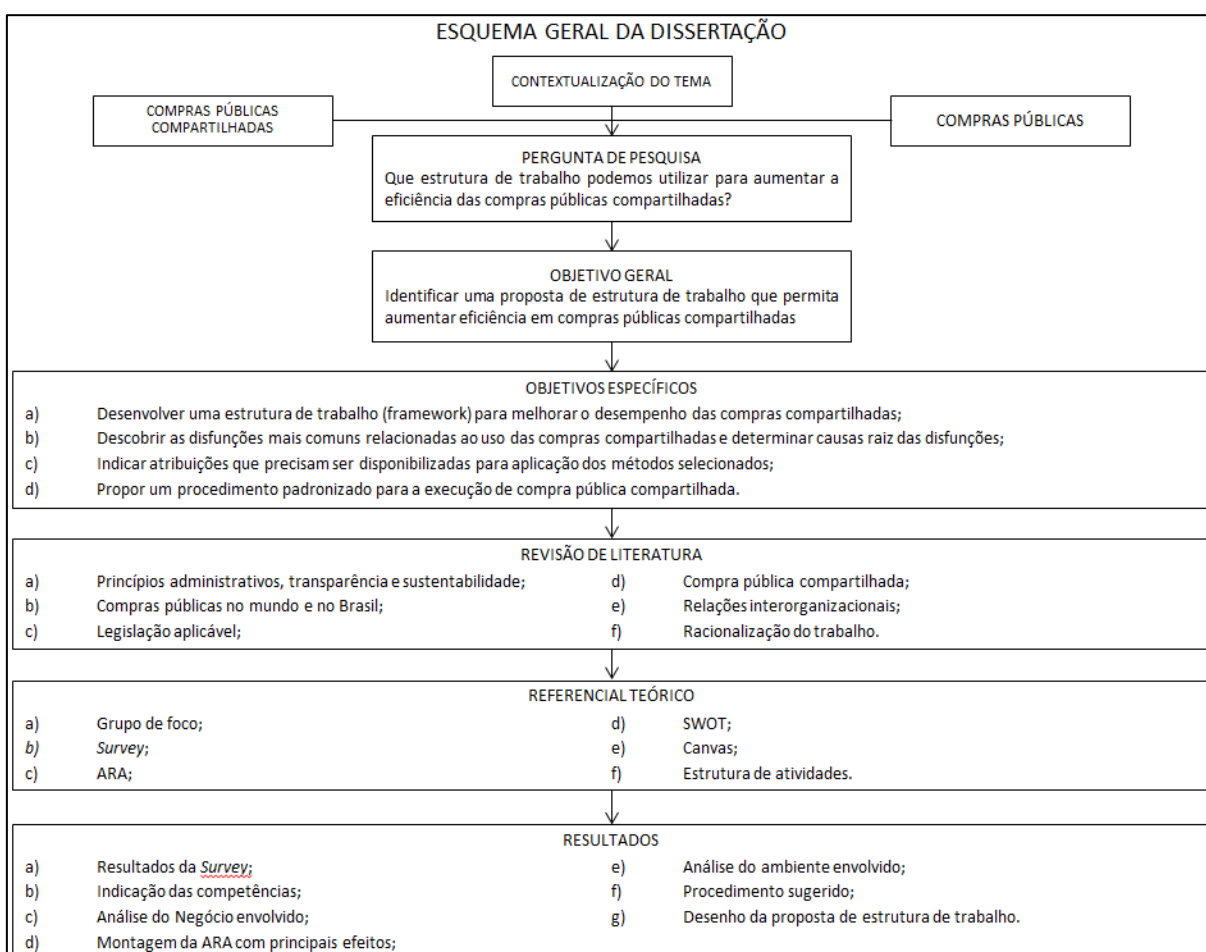 ESQUEMA GERAL DA DISSERTAÇÃO
CONTEXTUALIZAÇÃO DO TEMA
COMPRAS PÚBLICAS
COMPARTILHADAS
COMPRAS PÚBLICAS
PERGUNTA DE PESQUISA
Que estrutura de trabalho podemos utilizar para aumentar a
eficiência das compras públicas compartilhadas?
OBJETIVO GERAL
Identificar uma proposta de estrutura de trabalho que permita
aumentar eficiência em compras públicas compartilhadas
OBJETIVOS ESPECÍFICOS
a) Desenvolver uma estrutura de trabalho (framework) para melhorar o desempenho das compras compartilhadas;
b) Descobrir as disfunções mais comuns relacionadas ao uso das compras compartilhadas e determinar causas raiz das disfunções;
c) Indicar atribuições que precisam ser disponibilizadas para aplicação dos métodos selecionados;
d) Propor um procedimento padronizado para a execução de compra pública compartilhada.
REVISÃO DE LITERATURA
a) Princípios administrativos, transparência e sustentabilidade;
b) Compras públicas no mundo e no Brasil;
c) Legislação aplicável;
d) Compra pública compartilhada;
e) Relações interorganizacionais;
f) Racionalização do trabalho.
REFERENCIAL TEÓRICO
a) Grupo de foco;
b) Survey;
c) ARA;
d) SWOT;
e) Canvas;
f) Estrutura de atividades.
RESULTADOS
a) Resultados da Survey;
b) Indicação das competências;
c) Análise do Negócio envolvido;
d) Montagem da ARA com principais efeitos;
e) Análise do ambiente envolvido;
f) Procedimento sugerido;
g) Desenho da proposta de estrutura de trabalho.